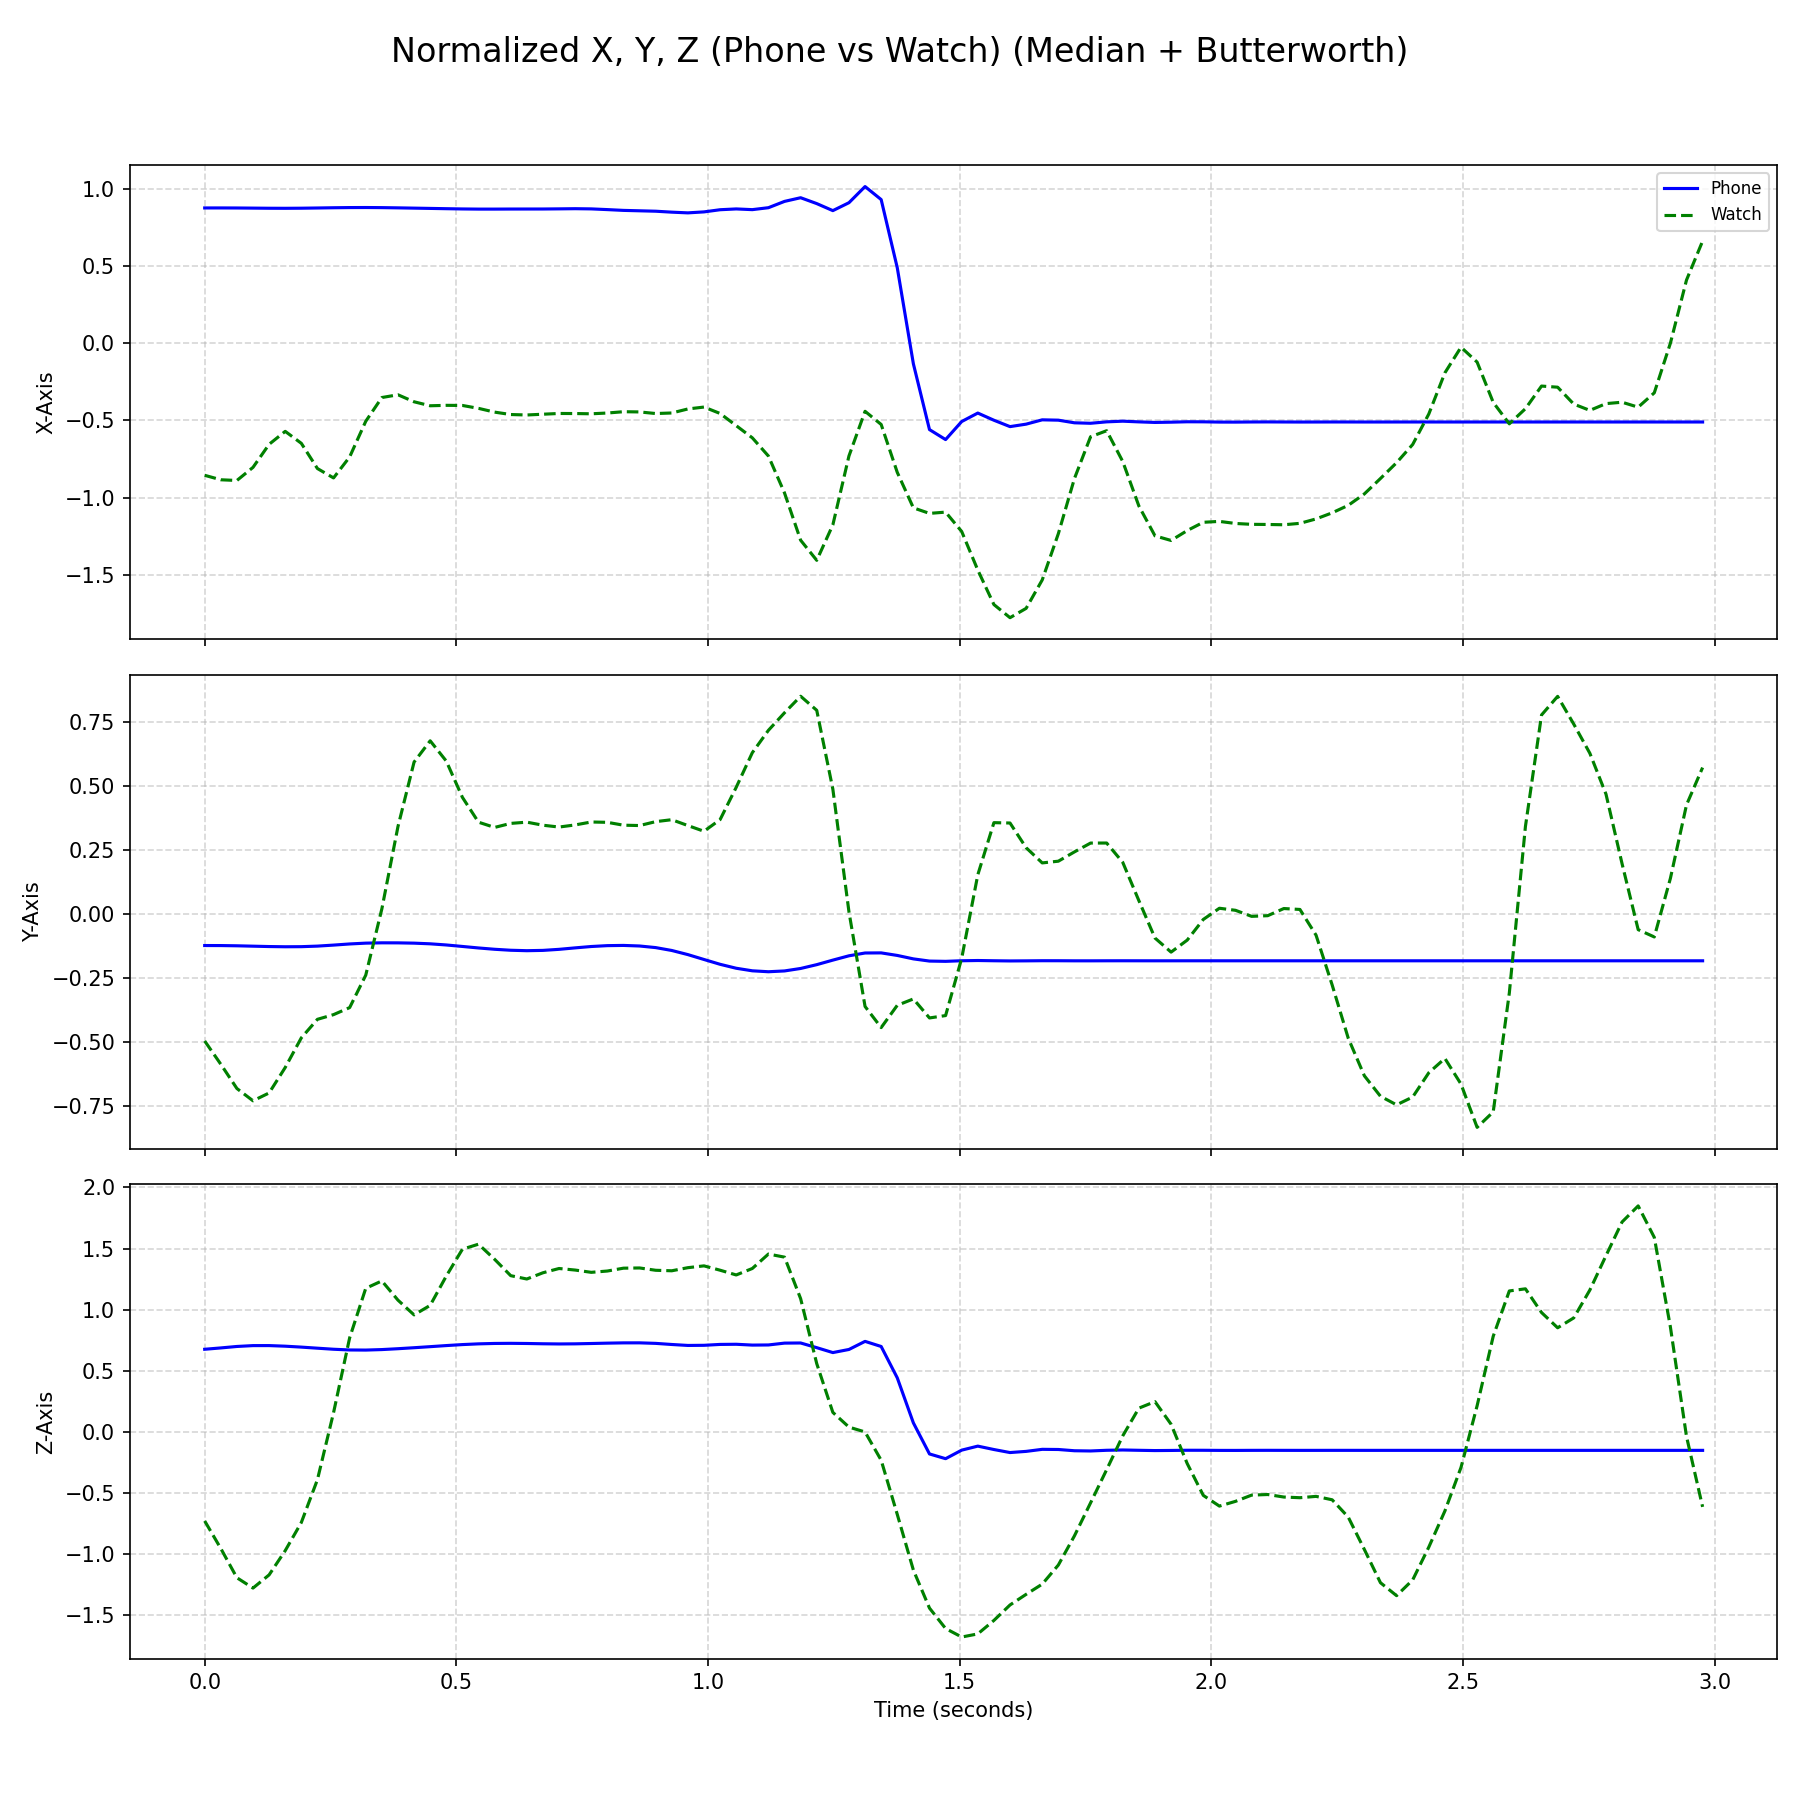 Normalized X, Y, Z (Phone vs Watch) (Median + Butterworth)
Phone
Watch
1.0
0.5
0.0
−0.5
−1.0
−1.5
X-Axis
0.75
0.50
0.25
0.00
−0.25
−0.50
−0.75
Y-Axis
2.0
1.5
1.0
0.5
0.0
−0.5
−1.0
−1.5
Z-Axis
0.0 0.5 1.0 1.5 2.0 2.5 3.0
Time (seconds)